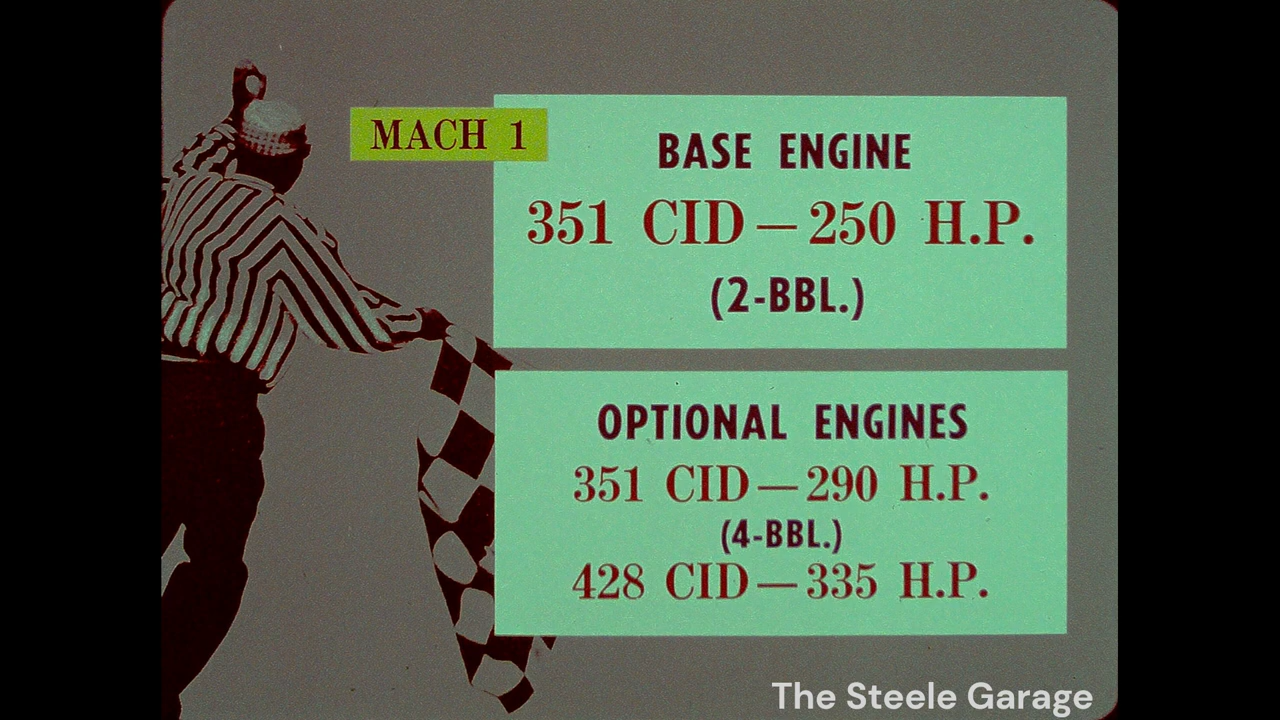 MACH 1
BASE ENGINE
351 CID — 250 H.P.
(2-BBL.)
OPTIONAL ENGINES
351 CID — 290 H.P.
(4-BBL.)
428 CID — 335 H.P.
The Steele Garage